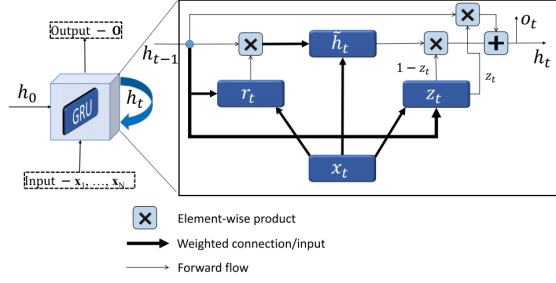 Output – O
h₀
GRU
hₜ
Input – x₁, …, x_N
hₜ₋₁
h̃ₜ
oₜ
hₜ
1 − zₜ
zₜ
rₜ
zₜ
xₜ
Element-wise product
Weighted connection/input
Forward flow